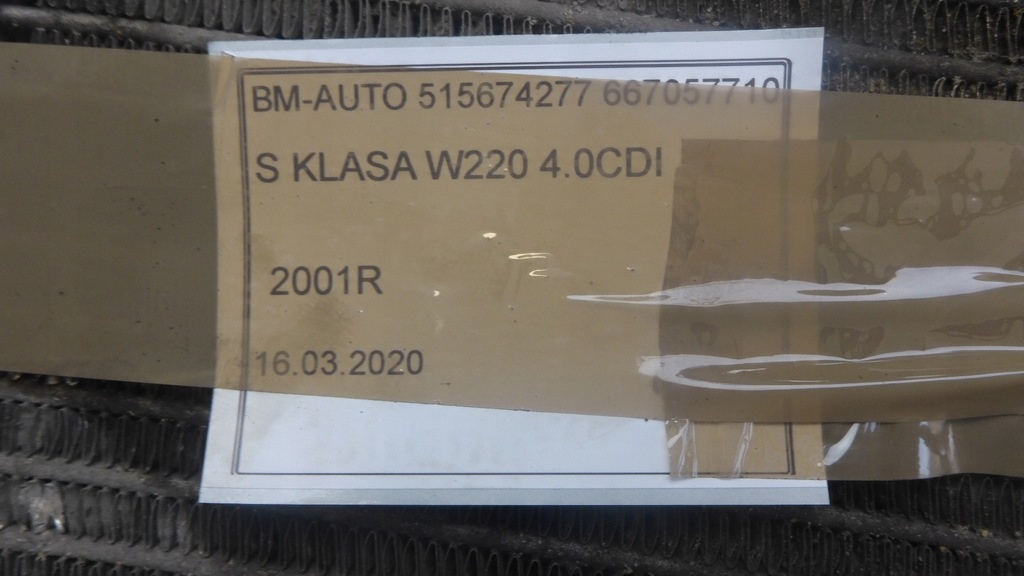 BM-AUTO 515674277 667057710
S KLASA W220 4.0CDI
2001R
16.03.2020